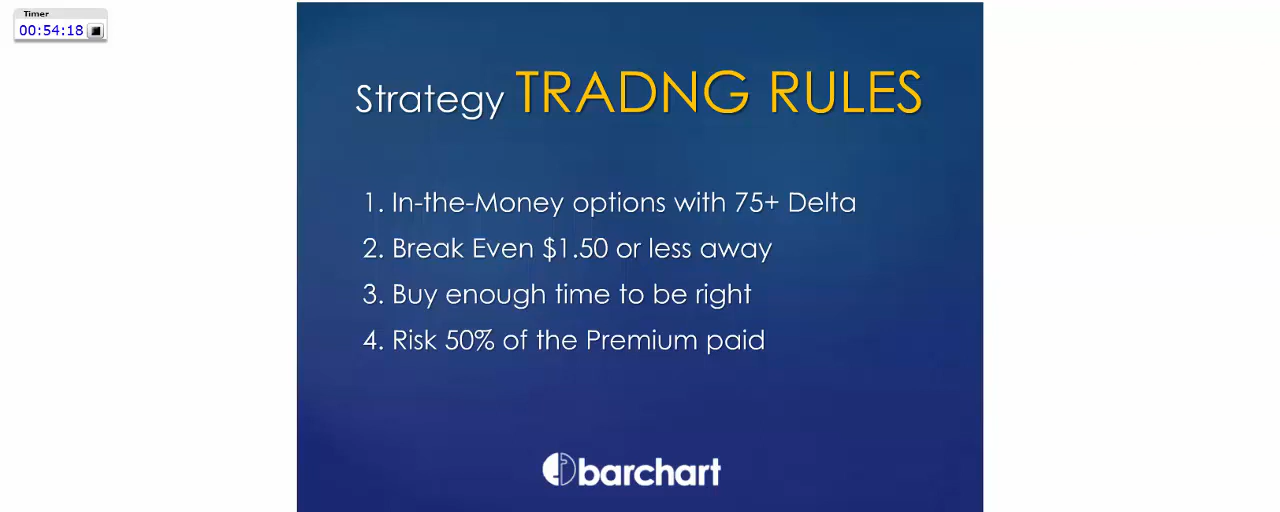 Timer
00:54:18
Strategy TRADNG RULES
1. In-the-Money options with 75+ Delta
2. Break Even $1.50 or less away
3. Buy enough time to be right
4. Risk 50% of the Premium paid
barchart